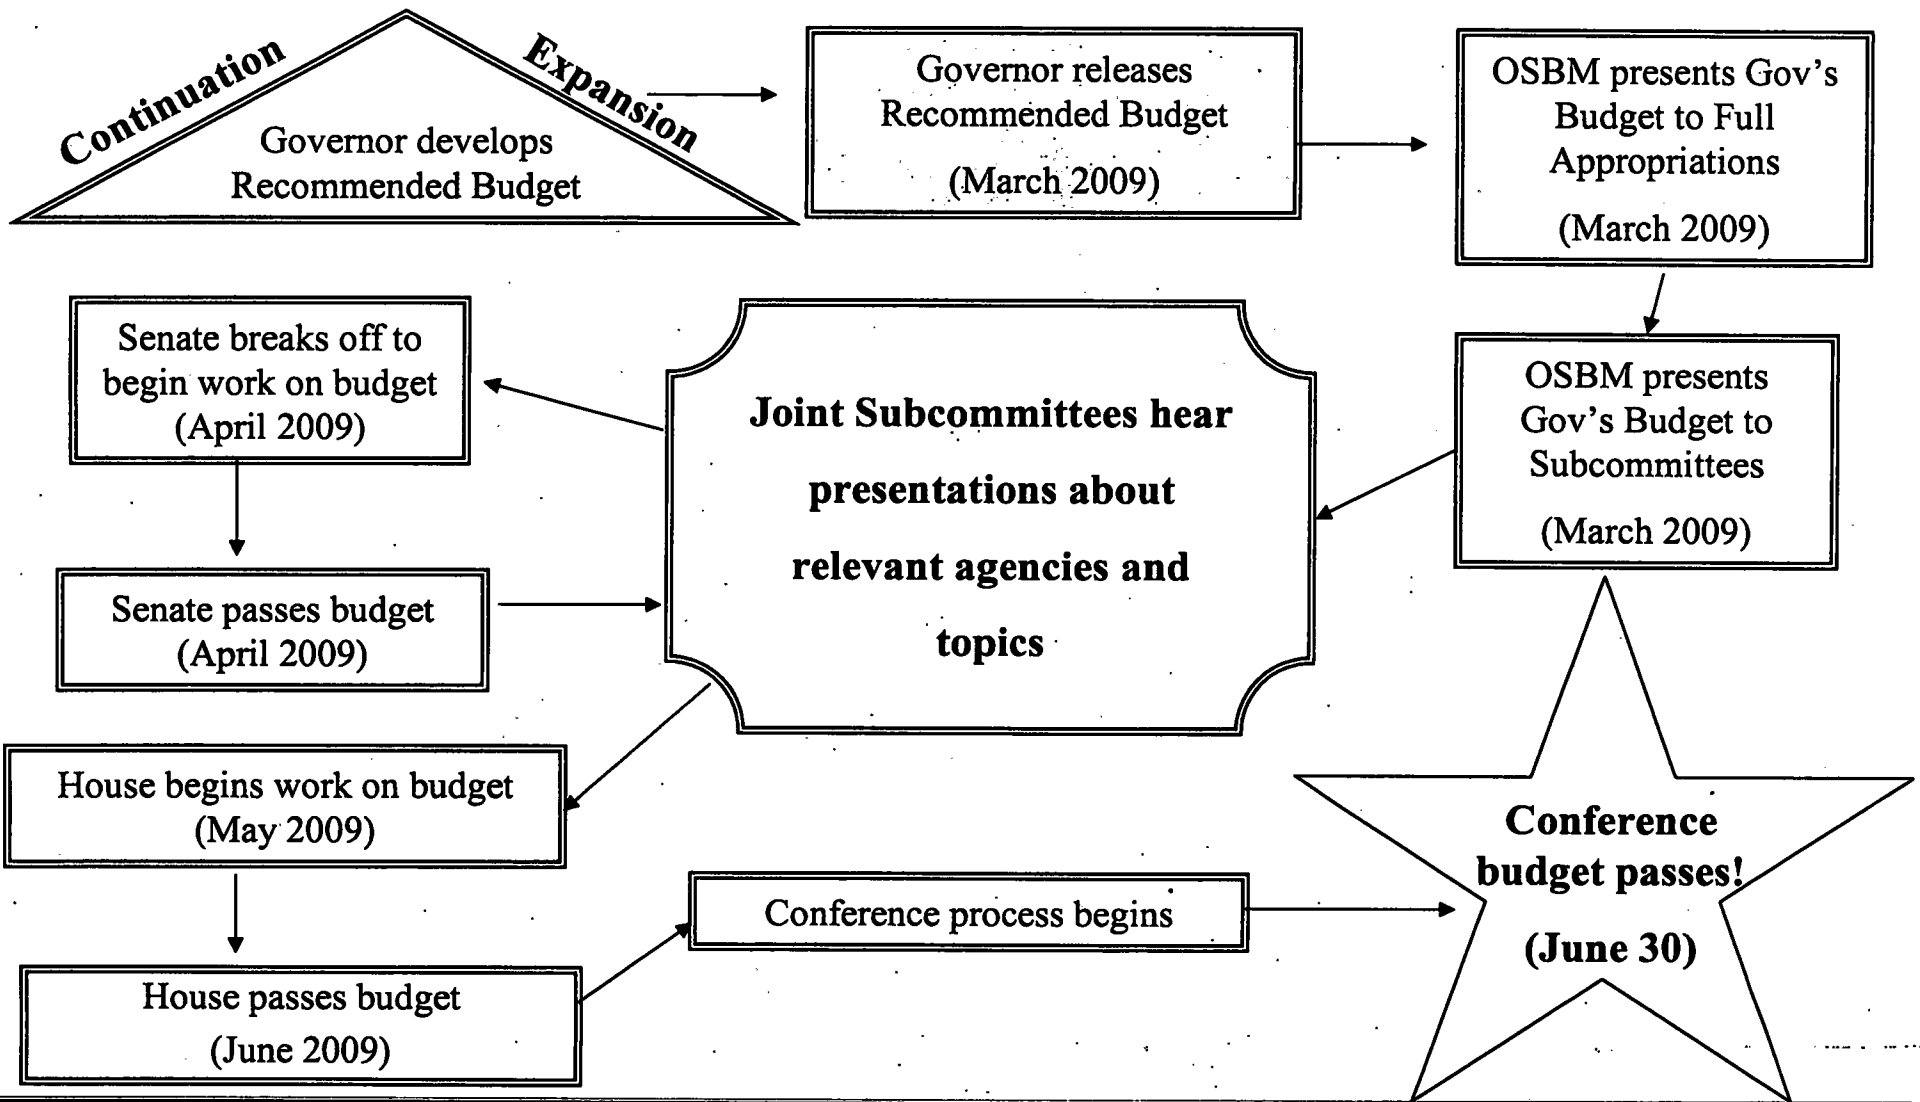 Continuation
Expansion
Governor develops
Recommended Budget
Governor releases
Recommended Budget
(March 2009)
OSBM presents Gov's
Budget to Full
Appropriations
(March 2009)
OSBM presents
Gov's Budget to
Subcommittees
(March 2009)
Joint Subcommittees hear
presentations about
relevant agencies and
topics
Senate breaks off to
begin work on budget
(April 2009)
Senate passes budget
(April 2009)
House begins work on budget
(May 2009)
House passes budget
(June 2009)
Conference process begins
Conference
budget passes!
(June 30)